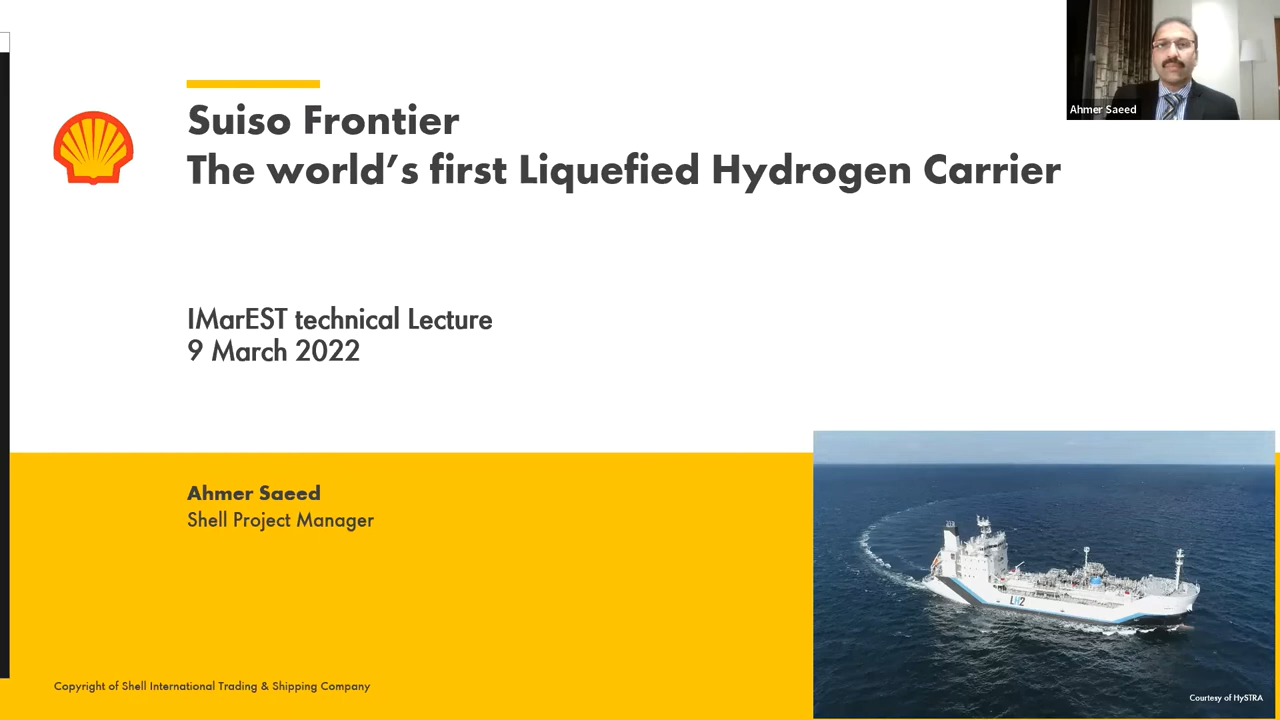 Suiso Frontier
The world's first Liquefied Hydrogen Carrier
Ahmer Saeed
IMarEST technical Lecture
9 March 2022
Ahmer Saeed
Shell Project Manager
LH2
Copyright of Shell International Trading & Shipping Company
Courtesy of HySTRA